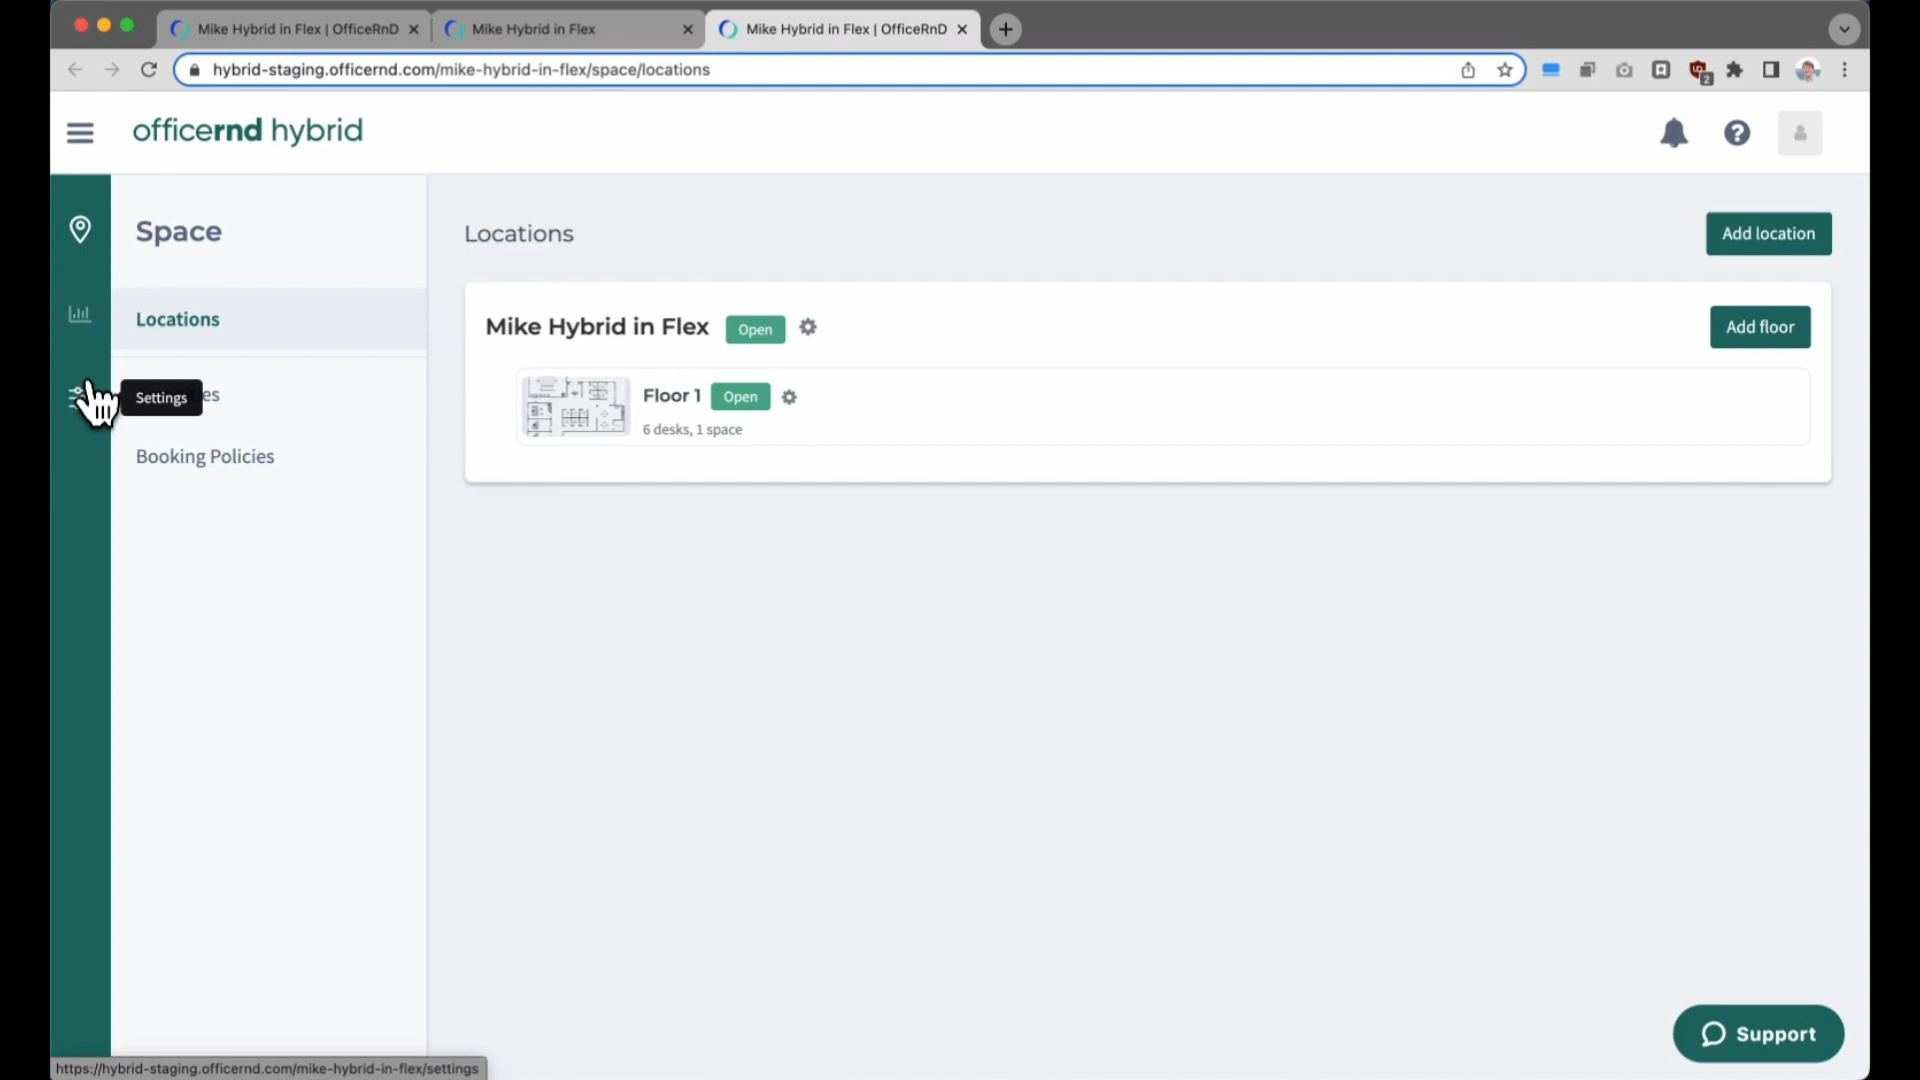 Mike Hybrid in Flex | OfficeRnD
Mike Hybrid in Flex
Mike Hybrid in Flex | OfficeRnD
hybrid-staging.officernd.com/mike-hybrid-in-flex/space/locations
2
officernd hybrid
Space
Locations
Settings
es
Booking Policies
Locations
Add location
Mike Hybrid in Flex
Open
Add floor
Floor 1
Open
6 desks, 1 space
Support
https://hybrid-staging.officernd.com/mike-hybrid-in-flex/settings